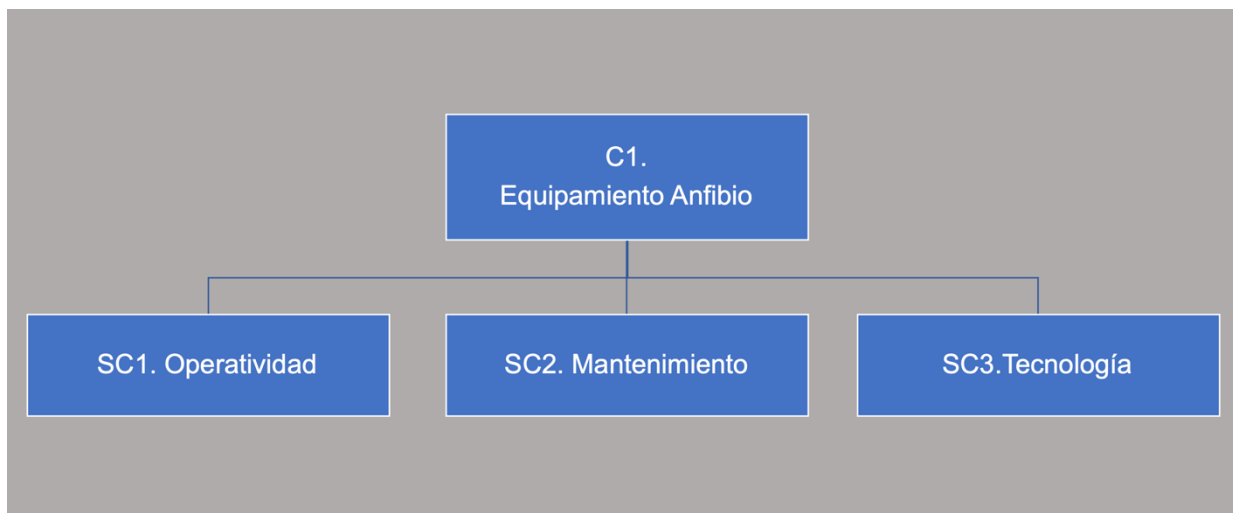 C1.
Equipamiento Anfibio
SC1. Operatividad
SC2. Mantenimiento
SC3.Tecnología